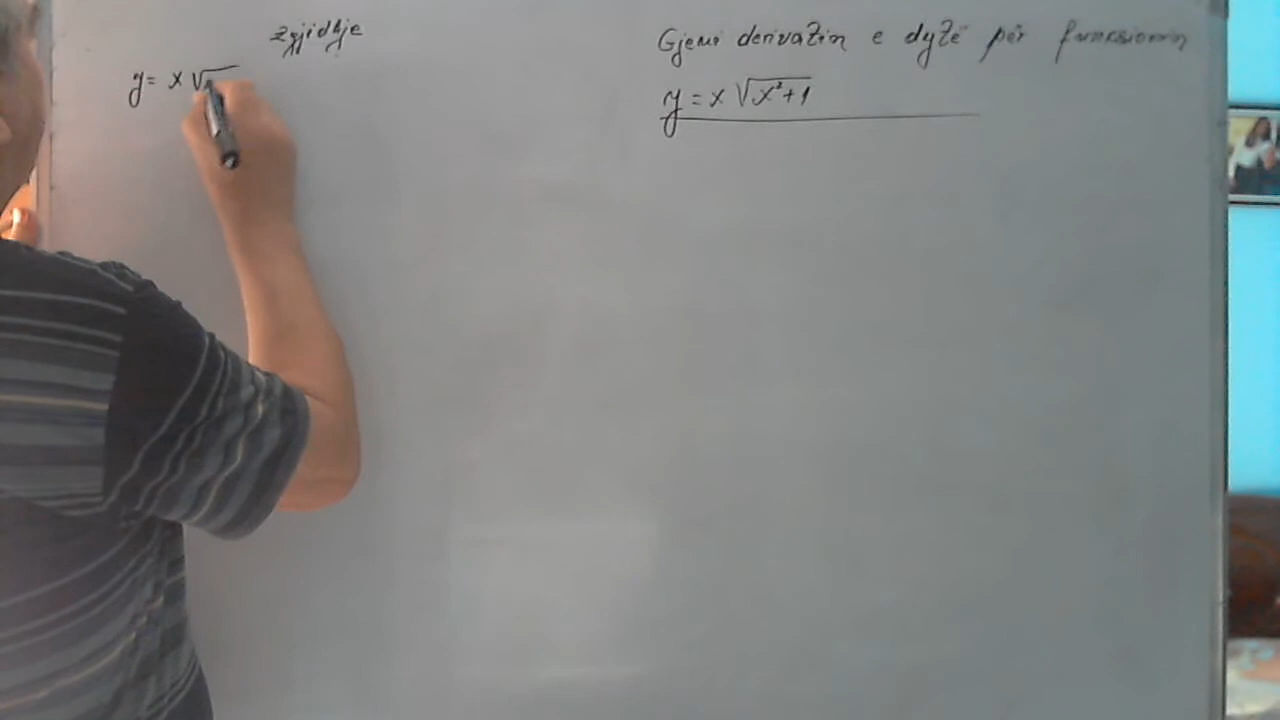 zgjidhje
y = x √
Gjeni derivatin e dytë për funksionin
y = x √x²+1